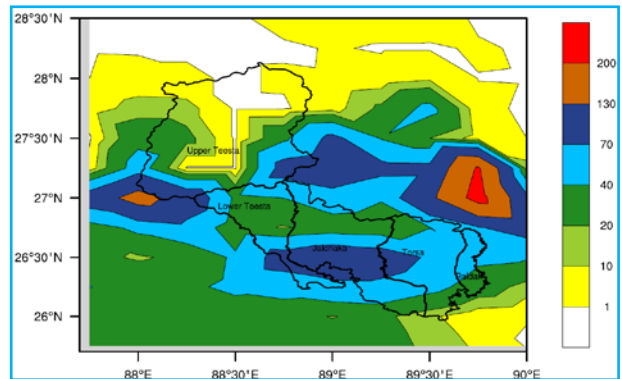 28°30'N
28°N
27°30'N
27°N
26°30'N
26°N
Upper Teesta
Lower Teesta
Jaldhaka
Torsa
Raidak
88°E
88°30'E
89°E
89°30'E
90°E
200
130
70
40
20
10
1